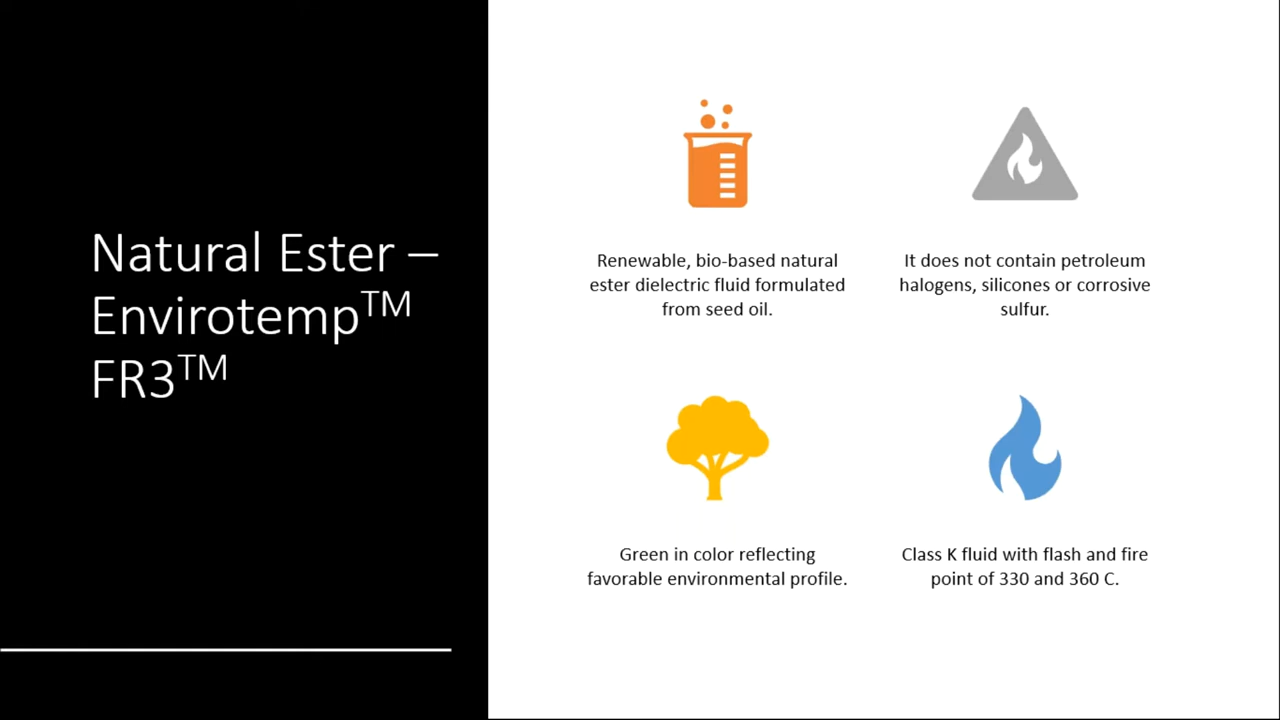 Natural Ester –
Envirotemp™
FR3™
Renewable, bio-based natural
ester dielectric fluid formulated
from seed oil.
It does not contain petroleum
halogens, silicones or corrosive
sulfur.
Green in color reflecting
favorable environmental profile.
Class K fluid with flash and fire
point of 330 and 360 C.